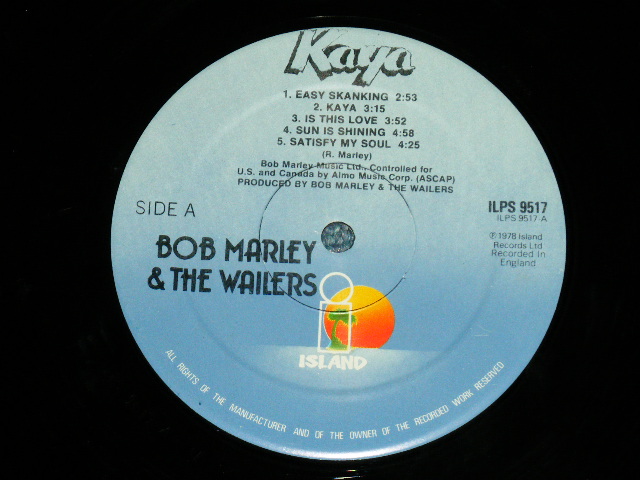 Kaya
1. EASY SKANKING 2:53
2. KAYA 3:15
3. IS THIS LOVE 3:52
4. SUN IS SHINING 4:58
5. SATISFY MY SOUL 4:25
(R. Marley)
Bob Marley Music Ltd., Controlled for
U.S. and Canada by Almo Music Corp. (ASCAP)
PRODUCED BY BOB MARLEY & THE WAILERS
SIDE A
ILPS 9517
ILPS 9517-A
℗ 1978 Island
Records Ltd
Recorded In
England
BOB MARLEY
& THE WAILERS
ISLAND
ALL RIGHTS OF THE MANUFACTURER AND OF THE OWNER OF THE RECORDED WORK RESERVED